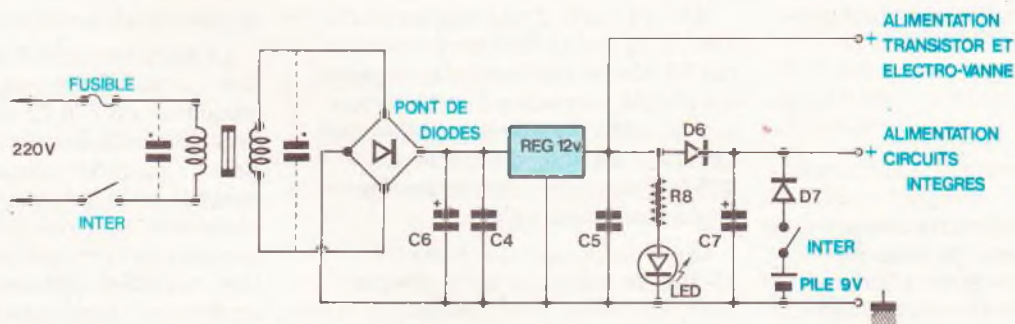 FUSIBLE
220V
INTER
PONT DE
DIODES
REG 12v
C6
C4
C5
R8
LED
D6
C7
D7
INTER
PILE 9V
+ ALIMENTATION
TRANSISTOR ET
ELECTRO-VANNE
+ ALIMENTATION
CIRCUITS
INTEGRES